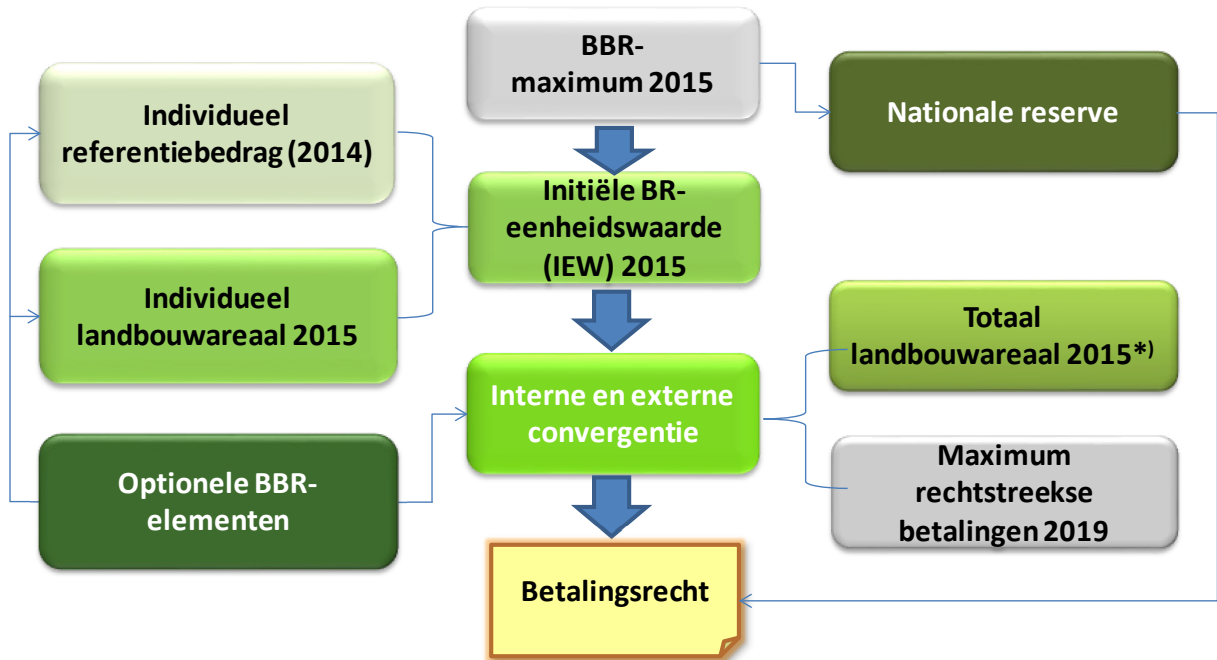 BBR-
maximum 2015
Nationale reserve
Individueel
referentiebedrag (2014)
Initiële BR-
eenheidswaarde
(IEW) 2015
Individueel
landbouwareaal 2015
Totaal
landbouwareaal 2015*)
Interne en externe
convergentie
Optionele BBR-
elementen
Maximum
rechtstreekse
betalingen 2019
Betalingsrecht